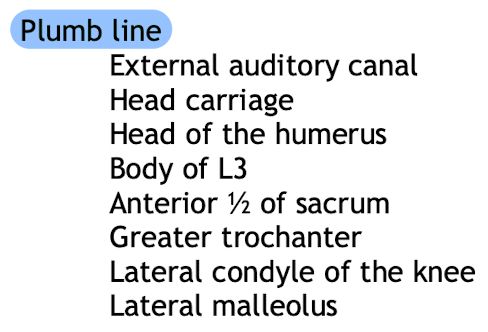 Plumb line
External auditory canal
Head carriage
Head of the humerus
Body of L3
Anterior ½ of sacrum
Greater trochanter
Lateral condyle of the knee
Lateral malleolus